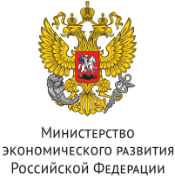 Министерство
экономического развития
Российской Федерации